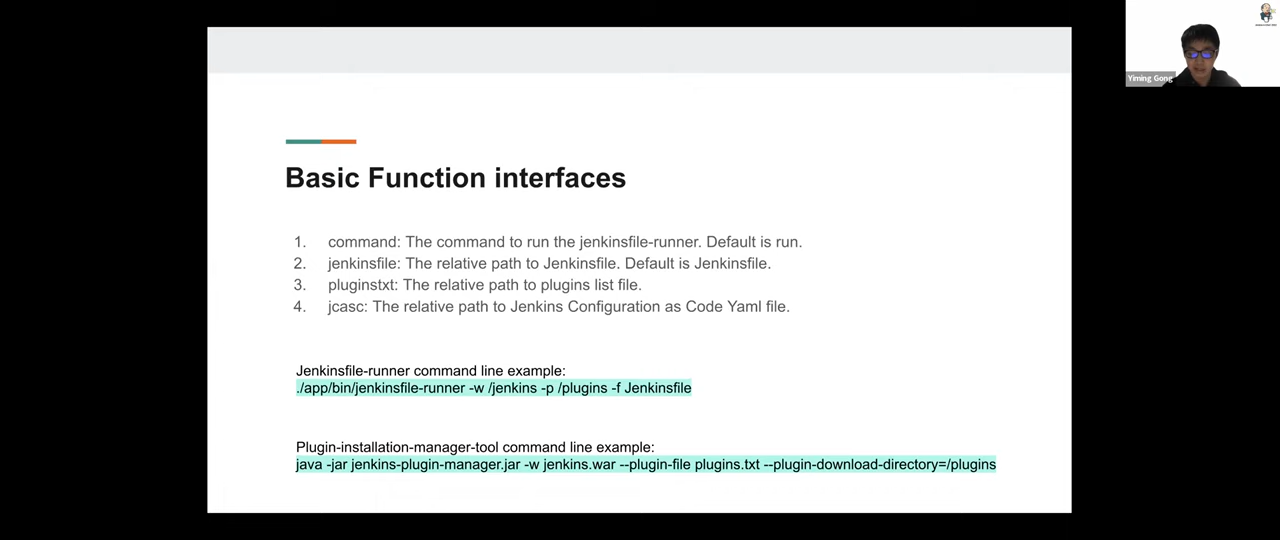 Yiming Gong
Basic Function interfaces
1. command: The command to run the jenkinsfile-runner. Default is run.
2. jenkinsfile: The relative path to Jenkinsfile. Default is Jenkinsfile.
3. pluginstxt: The relative path to plugins list file.
4. jcasc: The relative path to Jenkins Configuration as Code Yaml file.
Jenkinsfile-runner command line example:
./app/bin/jenkinsfile-runner -w /jenkins -p /plugins -f Jenkinsfile
Plugin-installation-manager-tool command line example:
java -jar jenkins-plugin-manager.jar -w jenkins.war --plugin-file plugins.txt --plugin-download-directory=/plugins